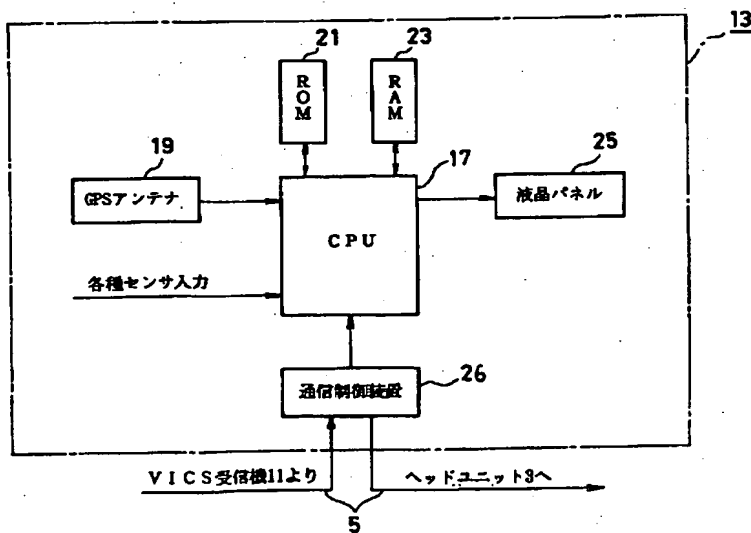 13
21
23
ROM
RAM
19
17
25
GPSアンテナ
CPU
液晶パネル
各種センサ入力
通信制御装置
26
VICS受信機11より
ヘッドユニット3へ
5